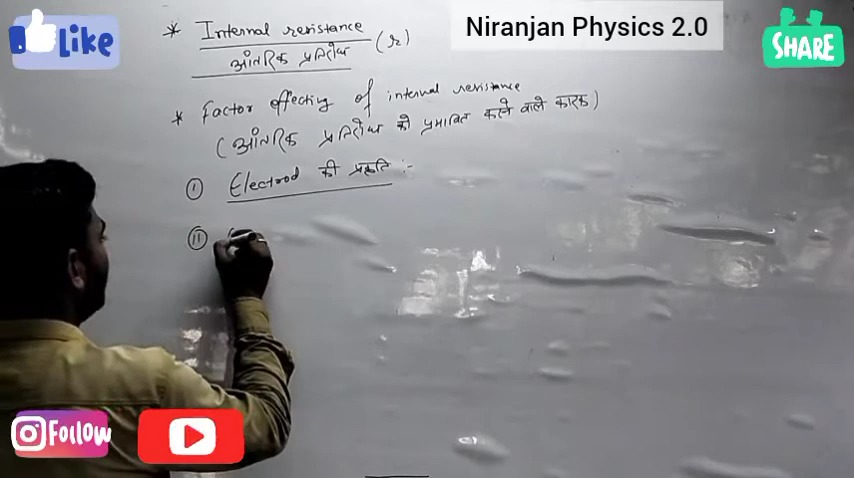 Niranjan Physics 2.0
Like
SHARE
* Internal resistance
आंतरिक प्रतिरोध (r)
* Factor effecting of internal resistance
(आंतरिक प्रतिरोध को प्रभावित करने वाले कारक)
(I) Electrod की प्रकृति :-
(II)
Follow